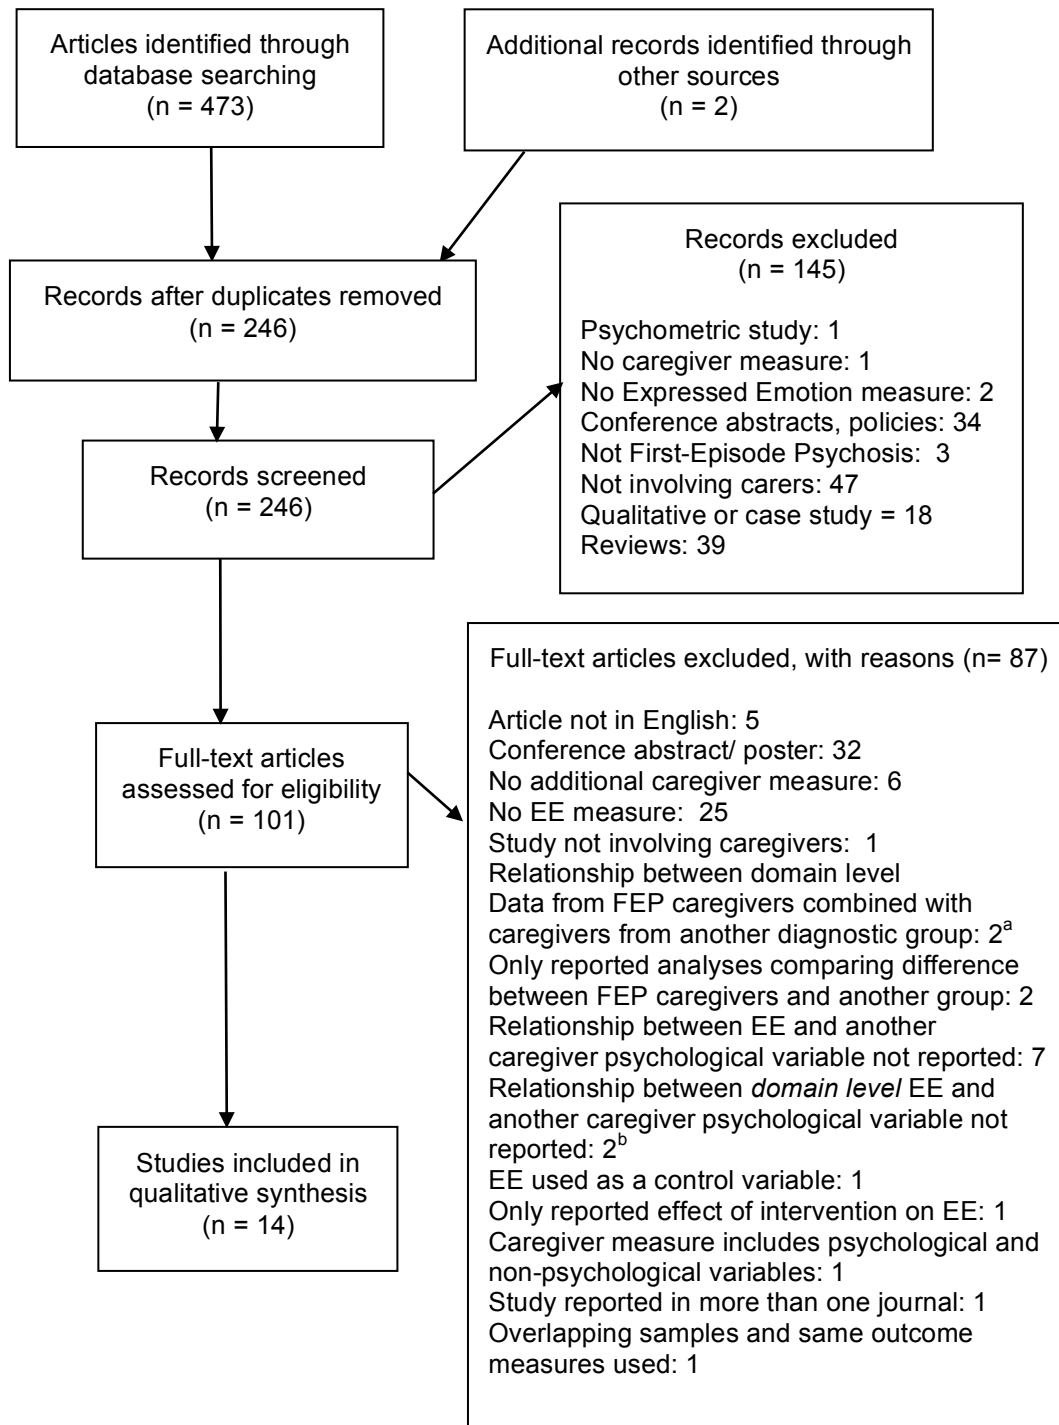 Articles identified through
database searching
(n = 473)
Additional records identified through
other sources
(n = 2)
Records after duplicates removed
(n = 246)
Records excluded
(n = 145)
Psychometric study: 1
No caregiver measure: 1
No Expressed Emotion measure: 2
Conference abstracts, policies: 34
Not First-Episode Psychosis:  3
Not involving carers: 47
Qualitative or case study = 18
Reviews: 39
Records screened
(n = 246)
Full-text articles
assessed for eligibility
(n = 101)
Full-text articles excluded, with reasons (n= 87)
Article not in English: 5
Conference abstract/ poster: 32
No additional caregiver measure: 6
No EE measure:  25
Study not involving caregivers:  1
Relationship between domain level
Data from FEP caregivers combined with
caregivers from another diagnostic group: 2ᵃ
Only reported analyses comparing difference
between FEP caregivers and another group: 2
Relationship between EE and another
caregiver psychological variable not reported: 7
Relationship between domain level EE and
another caregiver psychological variable not
reported: 2ᵇ
EE used as a control variable: 1
Only reported effect of intervention on EE: 1
Caregiver measure includes psychological and
non-psychological variables: 1
Study reported in more than one journal: 1
Overlapping samples and same outcome
measures used: 1
Studies included in
qualitative synthesis
(n = 14)